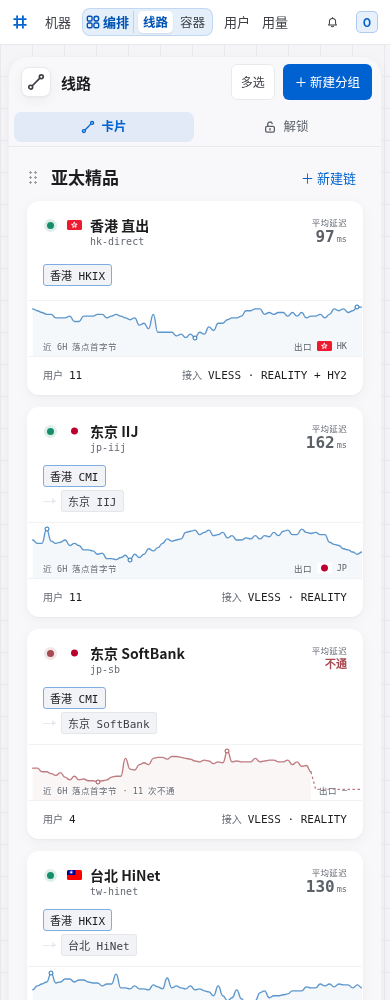 机器 编排 线路 容器 用户 用量 O
线路 多选 + 新建分组
卡片 解锁
亚太精品 + 新建链
香港 直出 平均延迟
hk-direct 97 ms
香港 HKIX
近 6H 落点首字节 出口 HK
用户 11 接入 VLESS · REALITY + HY2
东京 IIJ 平均延迟
jp-iij 162 ms
香港 CMI
东京 IIJ
近 6H 落点首字节 出口 JP
用户 11 接入 VLESS · REALITY
东京 SoftBank 平均延迟
jp-sb 不通
香港 CMI
东京 SoftBank
近 6H 落点首字节 · 11 次不通 出口
用户 4 接入 VLESS · REALITY
台北 HiNet 平均延迟
tw-hinet 130 ms
香港 HKIX
台北 HiNet